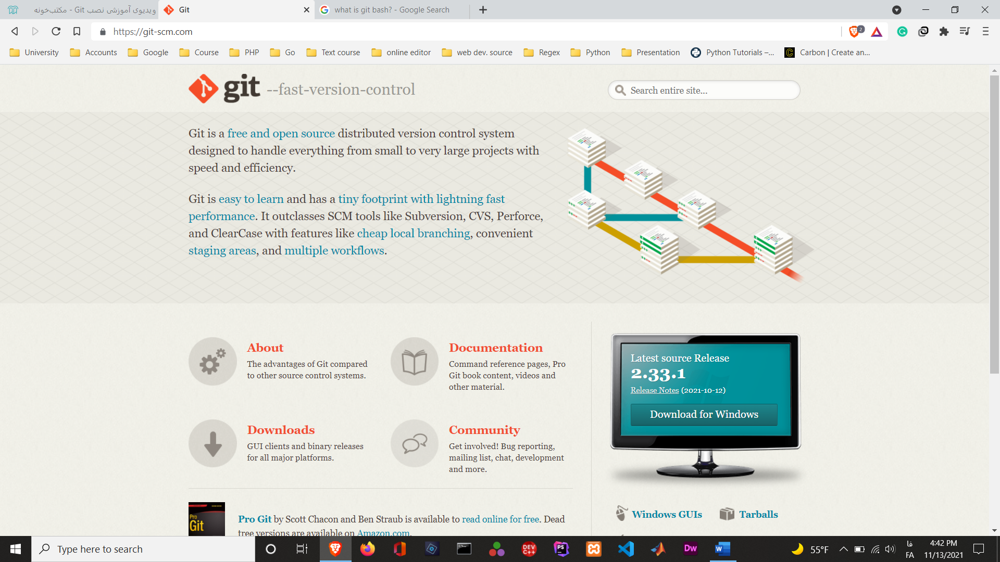 ویدیوی آموزشی نصب Git - مکتب‌خونه
Git
what is git bash? - Google Search
https://git-scm.com
2
University
Accounts
Google
Course
PHP
Go
Text course
online editor
web dev. source
Regex
Python
Presentation
Python Tutorials –...
Carbon | Create an...
git --fast-version-control
Search entire site...
Git is a free and open source distributed version control system
designed to handle everything from small to very large projects with
speed and efficiency.
Git is easy to learn and has a tiny footprint with lightning fast
performance. It outclasses SCM tools like Subversion, CVS, Perforce,
and ClearCase with features like cheap local branching, convenient
staging areas, and multiple workflows.
About
The advantages of Git compared
to other source control systems.
Documentation
Command reference pages, Pro
Git book content, videos and
other material.
Downloads
GUI clients and binary releases
for all major platforms.
Community
Get involved! Bug reporting,
mailing list, chat, development
and more.
Latest source Release
2.33.1
Release Notes (2021-10-12)
Download for Windows
Windows GUIs
Tarballs
Pro
Git
Pro Git by Scott Chacon and Ben Straub is available to read online for free. Dead
tree versions are available on Amazon.com.
Type here to search
DEV
C++
PS
Dw
W
55°F
فا
FA
4:42 PM
11/13/2021